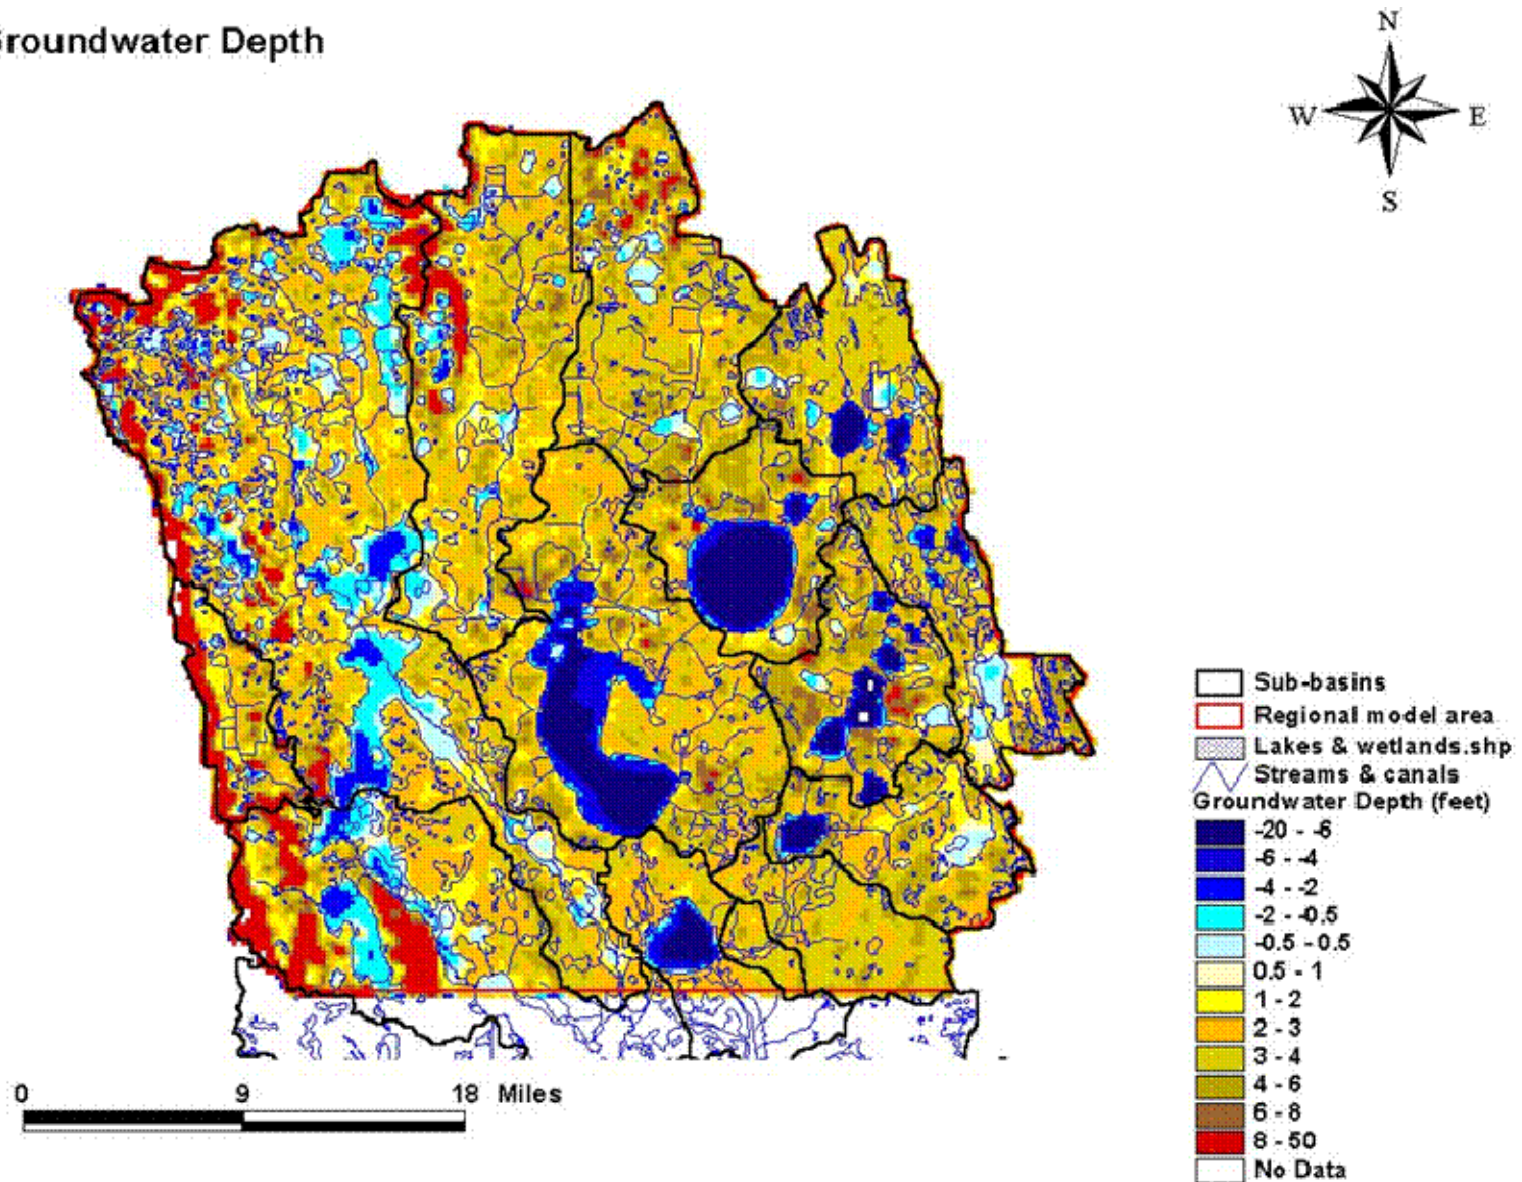 roundwater Depth
N
W E
S
Sub-basins
Regional model area
Lakes & wetlands.shp
Streams & canals
Groundwater Depth (feet)
-20 - -6
-6 - -4
-4 - -2
-2 - -0.5
-0.5 - 0.5
0.5 - 1
1 - 2
2 - 3
3 - 4
4 - 6
6 - 8
8 - 50
No Data
0 9 18 Miles